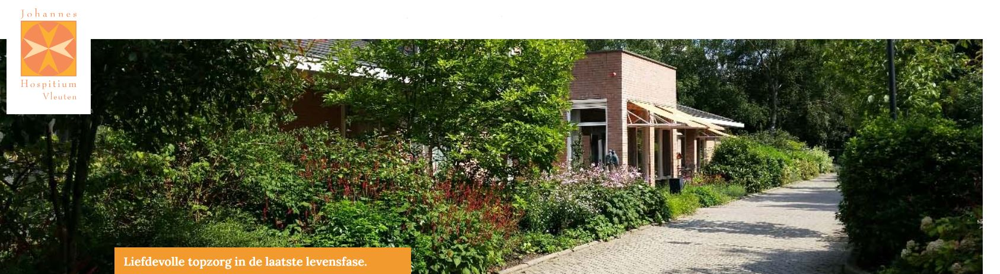 Johannes
Hospitium
Vleuten
Liefdevolle topzorg in de laatste levensfase.